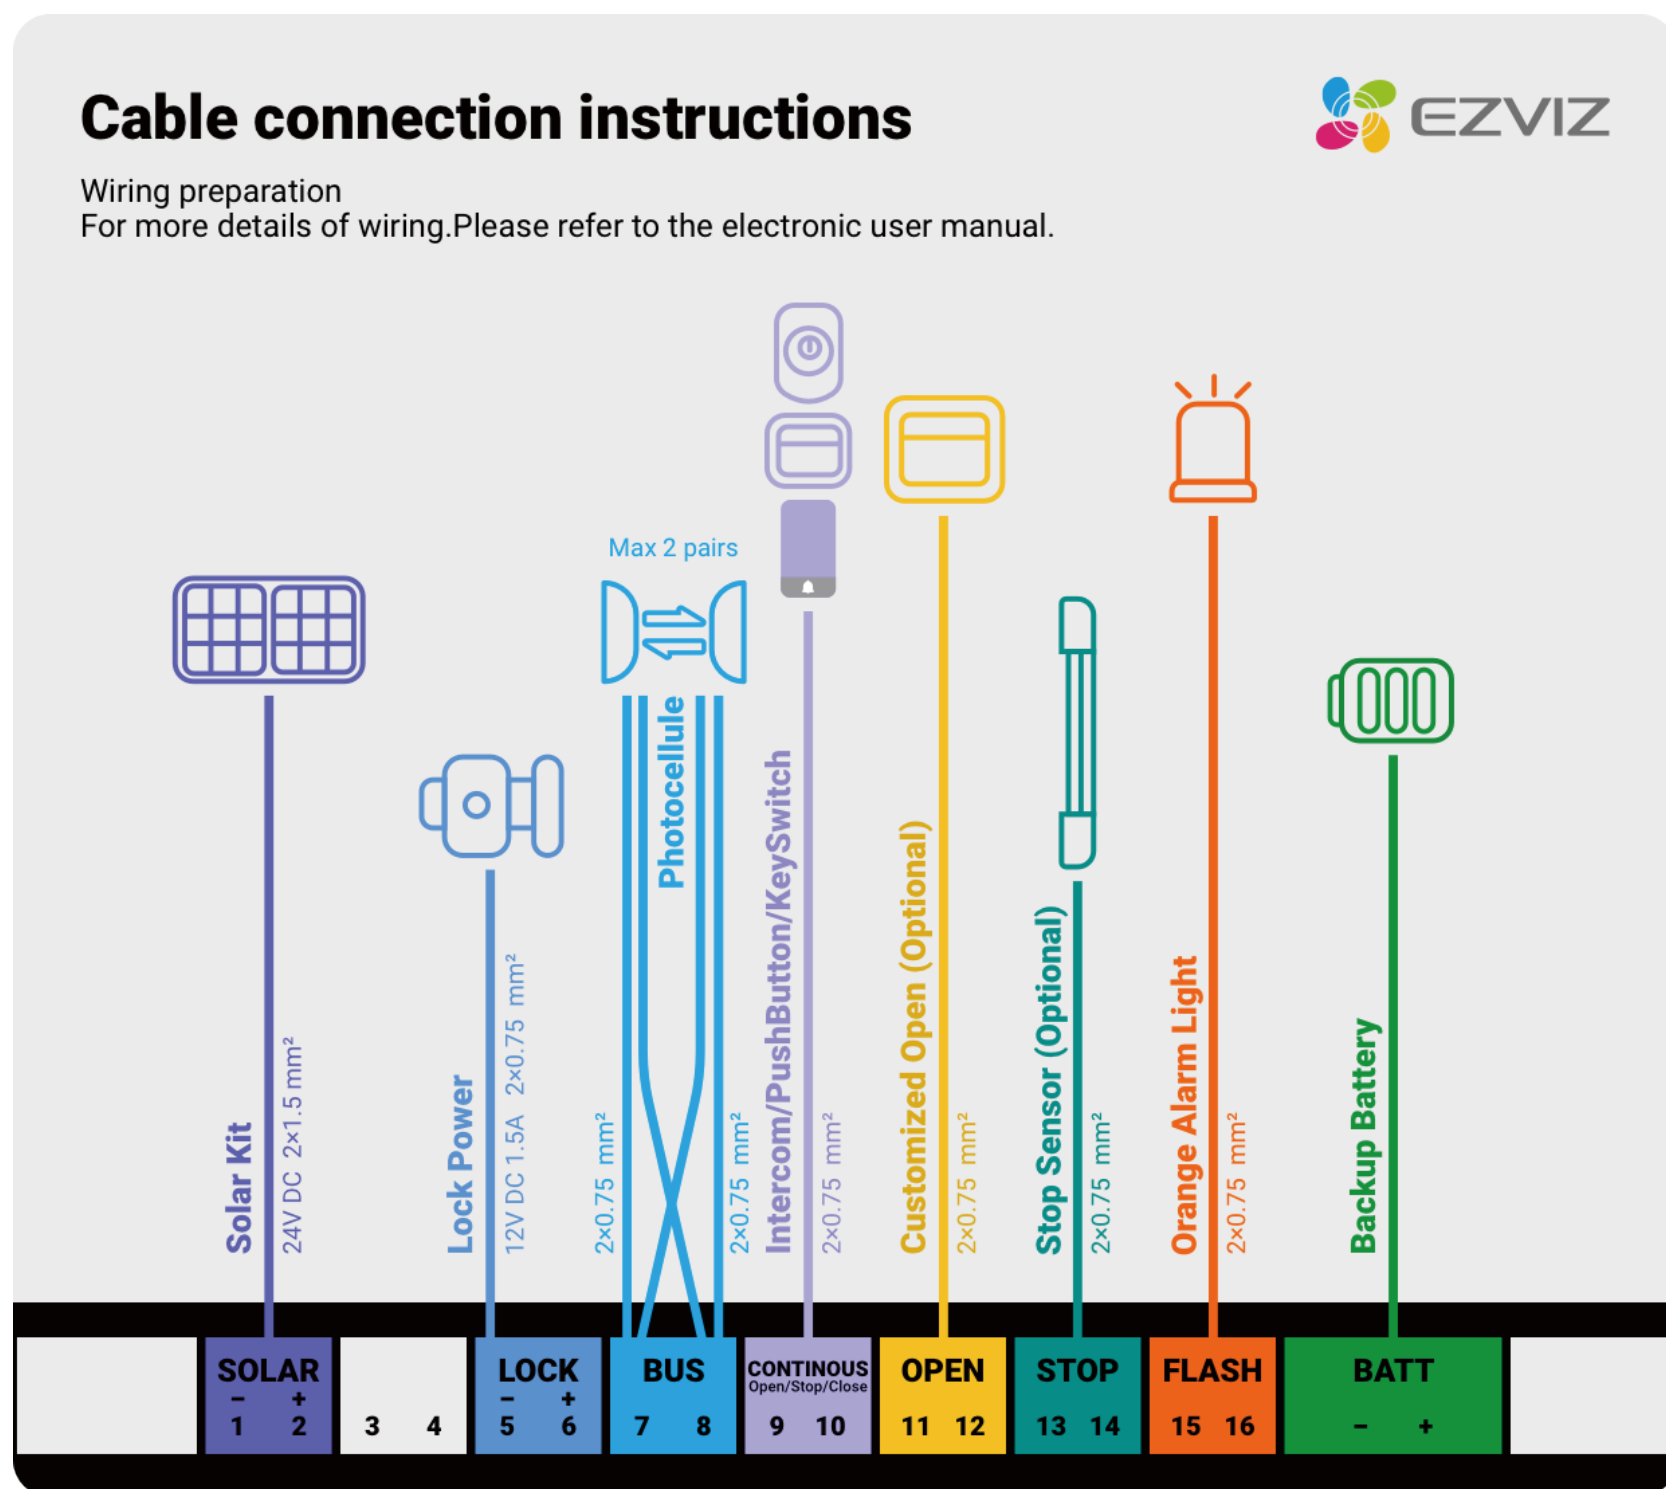 Cable connection instructions
EZVIZ
Wiring preparation
For more details of wiring.Please refer to the electronic user manual.
Max 2 pairs
Solar Kit
24V DC 2×1.5 mm²
Lock Power
12V DC 1.5A 2×0.75 mm²
2×0.75 mm²
Photocellule
2×0.75 mm²
Intercom/PushButton/KeySwitch
2×0.75 mm²
Customized Open (Optional)
2×0.75 mm²
Stop Sensor (Optional)
2×0.75 mm²
Orange Alarm Light
2×0.75 mm²
Backup Battery
SOLAR
− +
1 2
3 4
LOCK
− +
5 6
BUS
7 8
CONTINOUS
Open/Stop/Close
9 10
OPEN
11 12
STOP
13 14
FLASH
15 16
BATT
− +